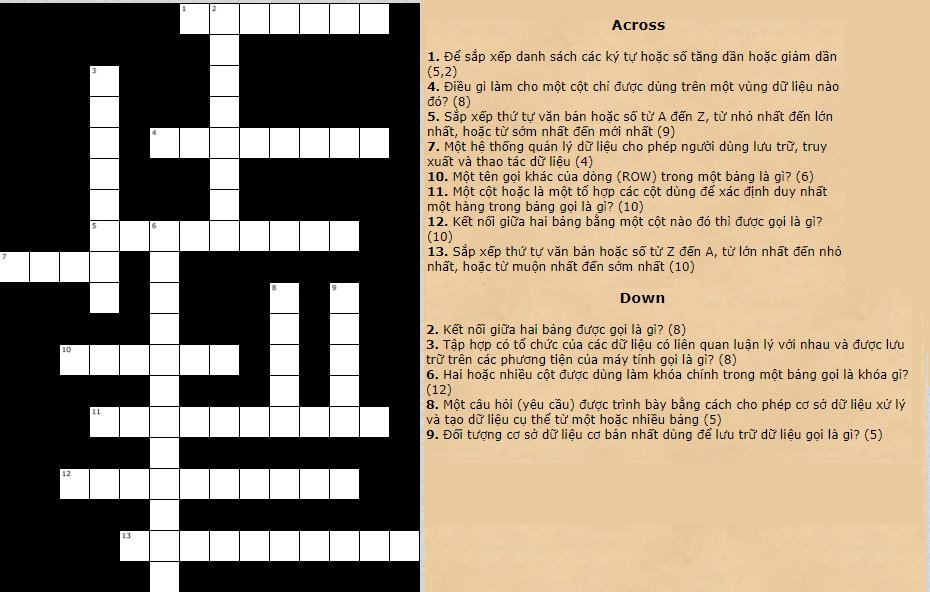 1
2
3
4
5
6
7
8
9
10
11
12
13
Across
1. Để sắp xếp danh sách các ký tự hoặc số tăng dần hoặc giảm dần
(5,2)
4. Điều gì làm cho một cột chỉ được dùng trên một vùng dữ liệu nào
đó? (8)
5. Sắp xếp thứ tự văn bản hoặc số từ A đến Z, từ nhỏ nhất đến lớn
nhất, hoặc từ sớm nhất đến mới nhất (9)
7. Một hệ thống quản lý dữ liệu cho phép người dùng lưu trữ, truy
xuất và thao tác dữ liệu (4)
10. Một tên gọi khác của dòng (ROW) trong một bảng là gì? (6)
11. Một cột hoặc là một tổ hợp các cột dùng để xác định duy nhất
một hàng trong bảng gọi là gì? (10)
12. Kết nối giữa hai bảng bằng một cột nào đó thì được gọi là gì?
(10)
13. Sắp xếp thứ tự văn bản hoặc số từ Z đến A, từ lớn nhất đến nhỏ
nhất, hoặc từ muộn nhất đến sớm nhất (10)
Down
2. Kết nối giữa hai bảng được gọi là gì? (8)
3. Tập hợp có tổ chức của các dữ liệu có liên quan luận lý với nhau và được lưu
trữ trên các phương tiện của máy tính gọi là gì? (8)
6. Hai hoặc nhiều cột được dùng làm khóa chính trong một bảng gọi là khóa gì?
(12)
8. Một câu hỏi (yêu cầu) được trình bày bằng cách cho phép cơ sở dữ liệu xử lý
và tạo dữ liệu cụ thể từ một hoặc nhiều bảng (5)
9. Đối tượng cơ sở dữ liệu cơ bản nhất dùng để lưu trữ dữ liệu gọi là gì? (5)